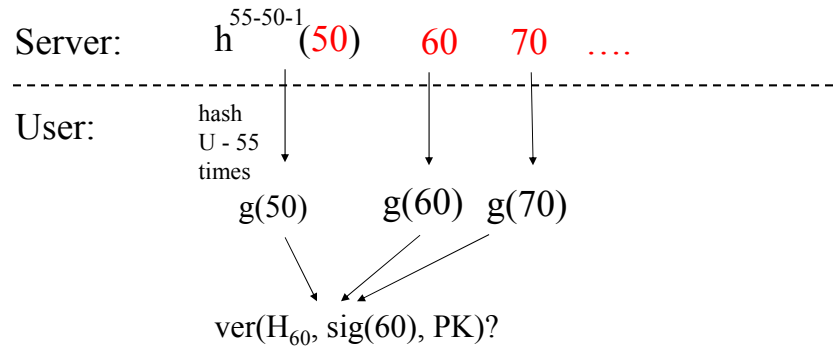 Server: h^55-50-1(50) 60 70 ....
User:
hash
U - 55
times
g(50) g(60) g(70)
ver(H₆₀, sig(60), PK)?